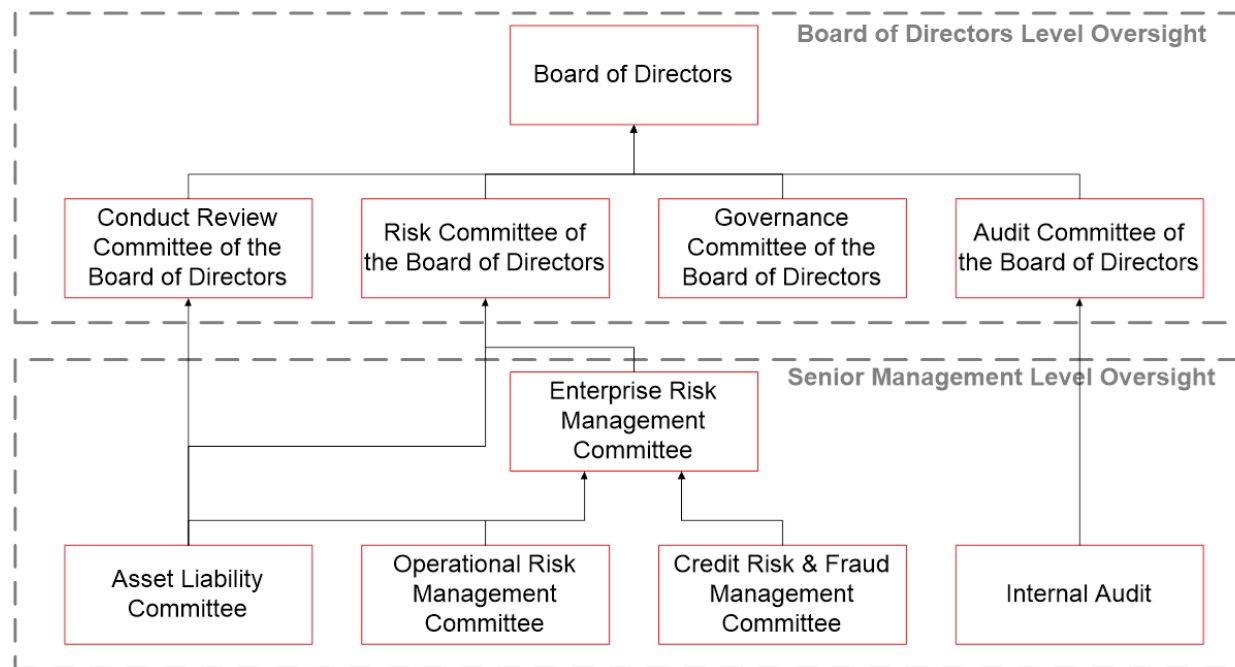 Board of Directors Level Oversight
Board of Directors
Conduct Review
Committee of the
Board of Directors
Risk Committee of
the Board of Directors
Governance
Committee of the
Board of Directors
Audit Committee of
the Board of Directors
Senior Management Level Oversight
Enterprise Risk
Management
Committee
Asset Liability
Committee
Operational Risk
Management
Committee
Credit Risk & Fraud
Management
Committee
Internal Audit